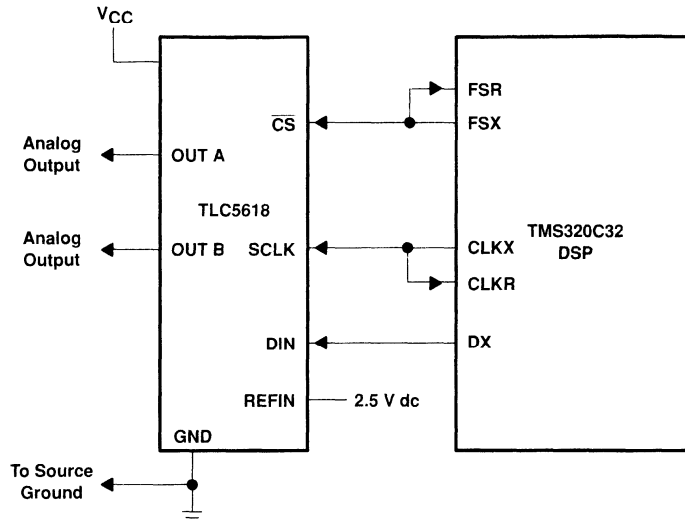 VCC
FSR
CS
FSX
Analog
Output
OUT A
TLC5618
TMS320C32
DSP
Analog
Output
OUT B
SCLK
CLKX
CLKR
DIN
DX
REFIN
2.5 V dc
GND
To Source
Ground